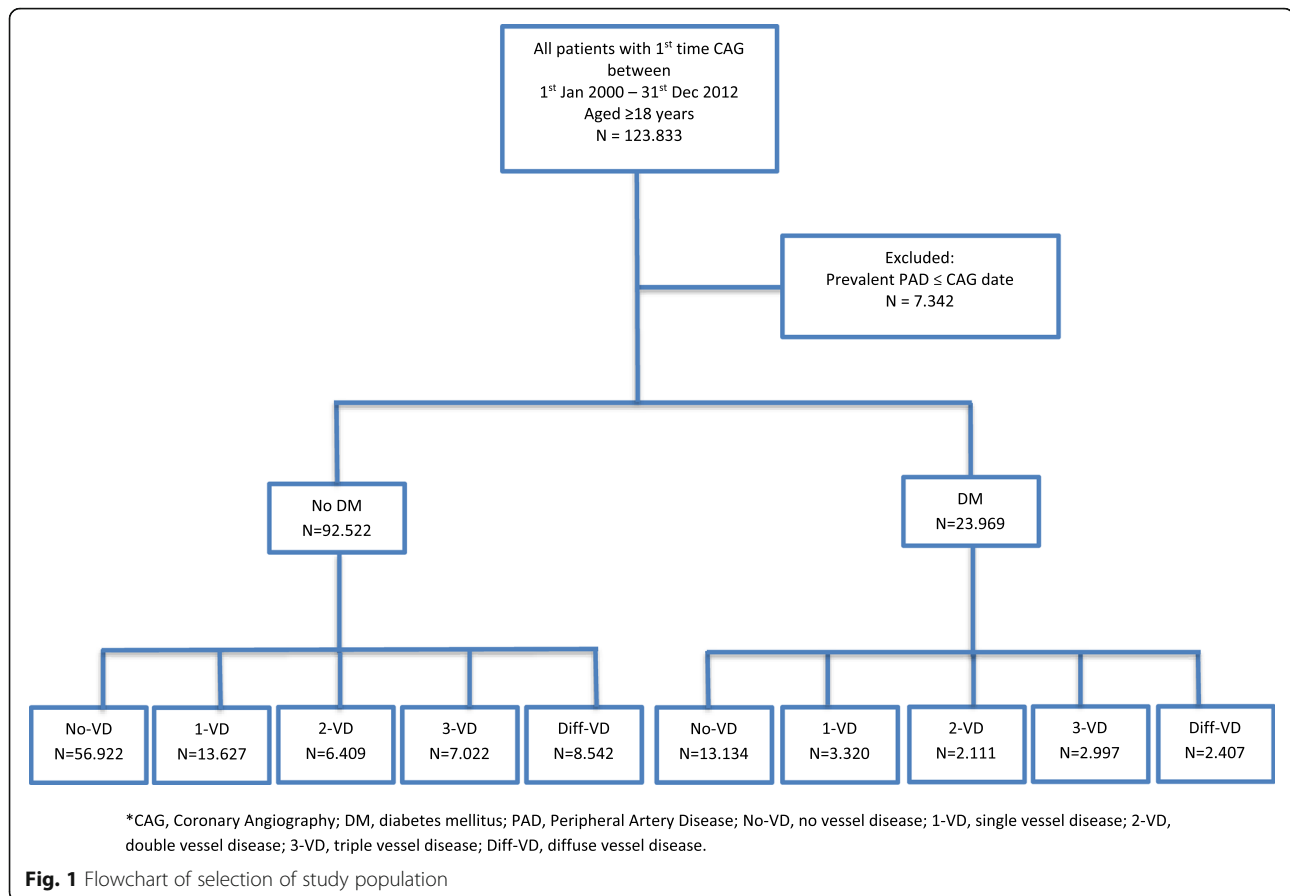 All patients with 1st time CAG
between
1st Jan 2000 – 31st Dec 2012
Aged ≥18 years
N = 123.833
Excluded:
Prevalent PAD ≤ CAG date
N = 7.342
No DM
N=92.522
DM
N=23.969
No-VD
N=56.922
1-VD
N=13.627
2-VD
N=6.409
3-VD
N=7.022
Diff-VD
N=8.542
No-VD
N=13.134
1-VD
N=3.320
2-VD
N=2.111
3-VD
N=2.997
Diff-VD
N=2.407
*CAG, Coronary Angiography; DM, diabetes mellitus; PAD, Peripheral Artery Disease; No-VD, no vessel disease; 1-VD, single vessel disease; 2-VD,
double vessel disease; 3-VD, triple vessel disease; Diff-VD, diffuse vessel disease.
Fig. 1 Flowchart of selection of study population